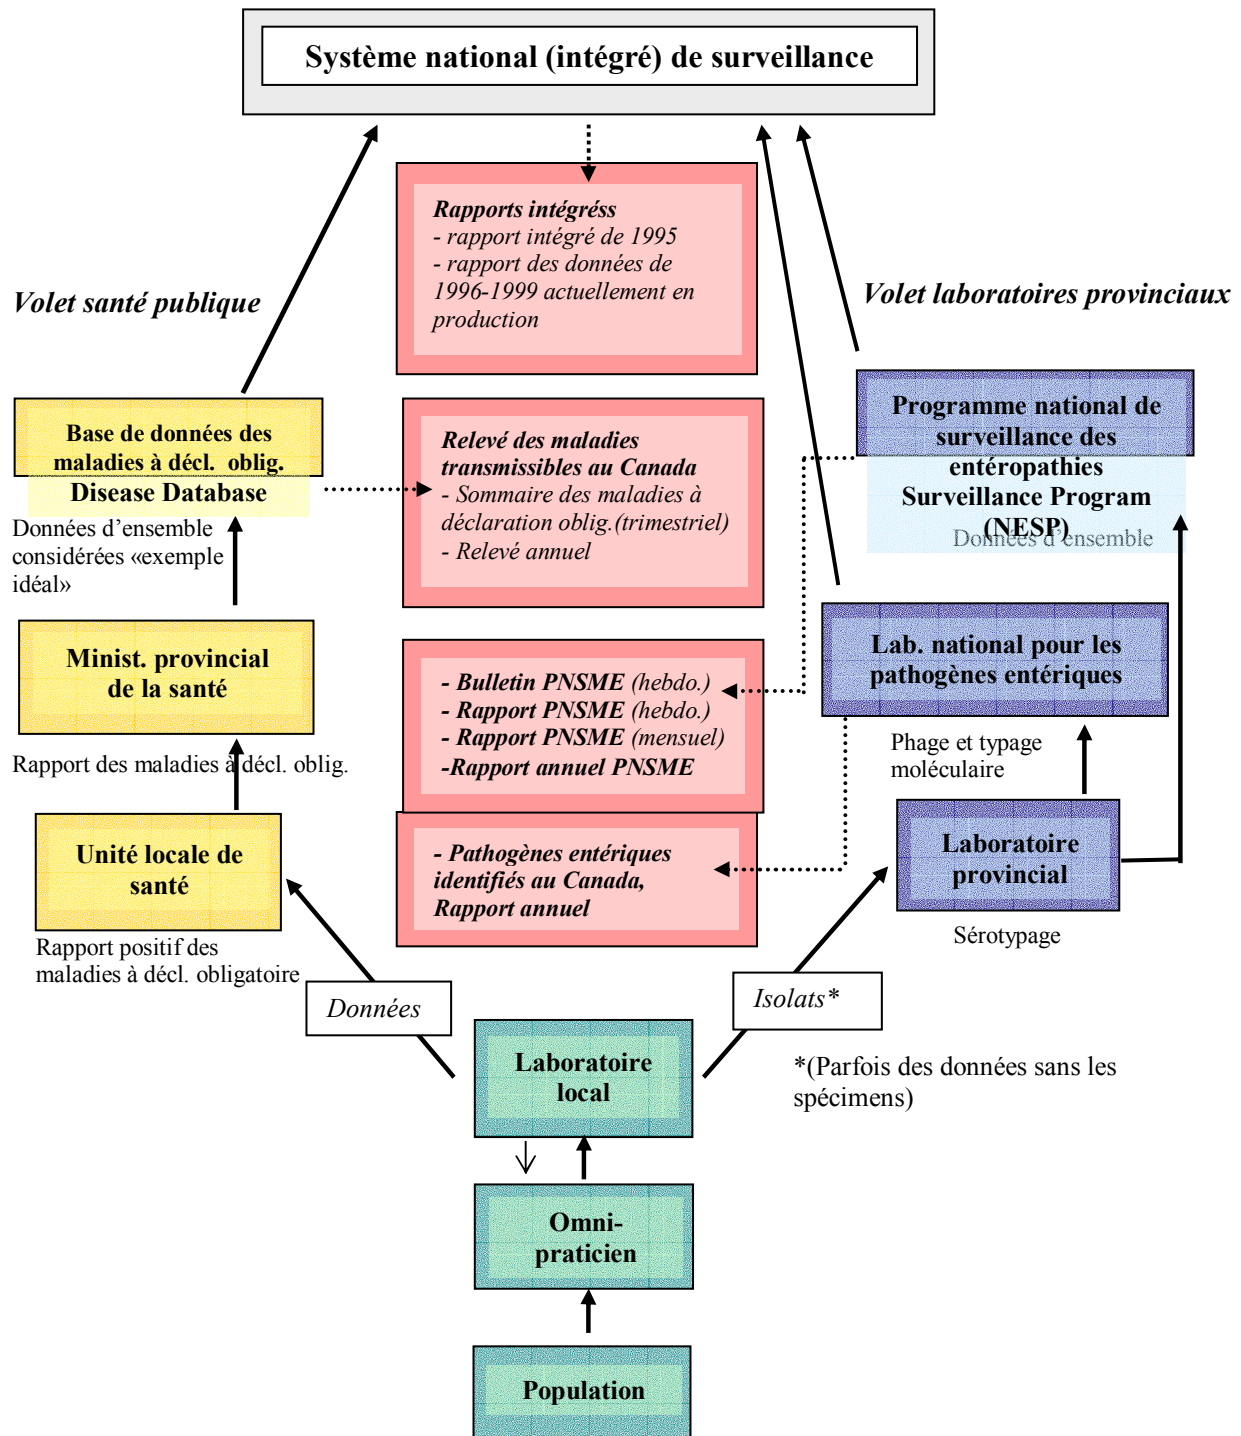 Système national (intégré) de surveillance
Rapports intégréss
- rapport intégré de 1995
- rapport des données de
1996-1999 actuellement en
production
Volet santé publique
Volet laboratoires provinciaux
Base de données des
maladies à décl. oblig.
Disease Database
Données d’ensemble
considérées «exemple
idéal»
Relevé des maladies
transmissibles au Canada
- Sommaire des maladies à
déclaration oblig.(trimestriel)
- Relevé annuel
Programme national de
surveillance des
entéropathies
Surveillance Program
(NESP)
Données d’ensemble
Minist. provincial
de la santé
Rapport des maladies à décl. oblig.
- Bulletin PNSME (hebdo.)
- Rapport PNSME (hebdo.)
- Rapport PNSME (mensuel)
-Rapport annuel PNSME
Lab. national pour les
pathogènes entériques
Phage et typage
moléculaire
Unité locale de
santé
Rapport positif des
maladies à décl. obligatoire
- Pathogènes entériques
identifiés au Canada,
Rapport annuel
Laboratoire
provincial
Sérotypage
Données
Isolats*
*(Parfois des données sans les
spécimens)
Laboratoire
local
Omni-
praticien
Population